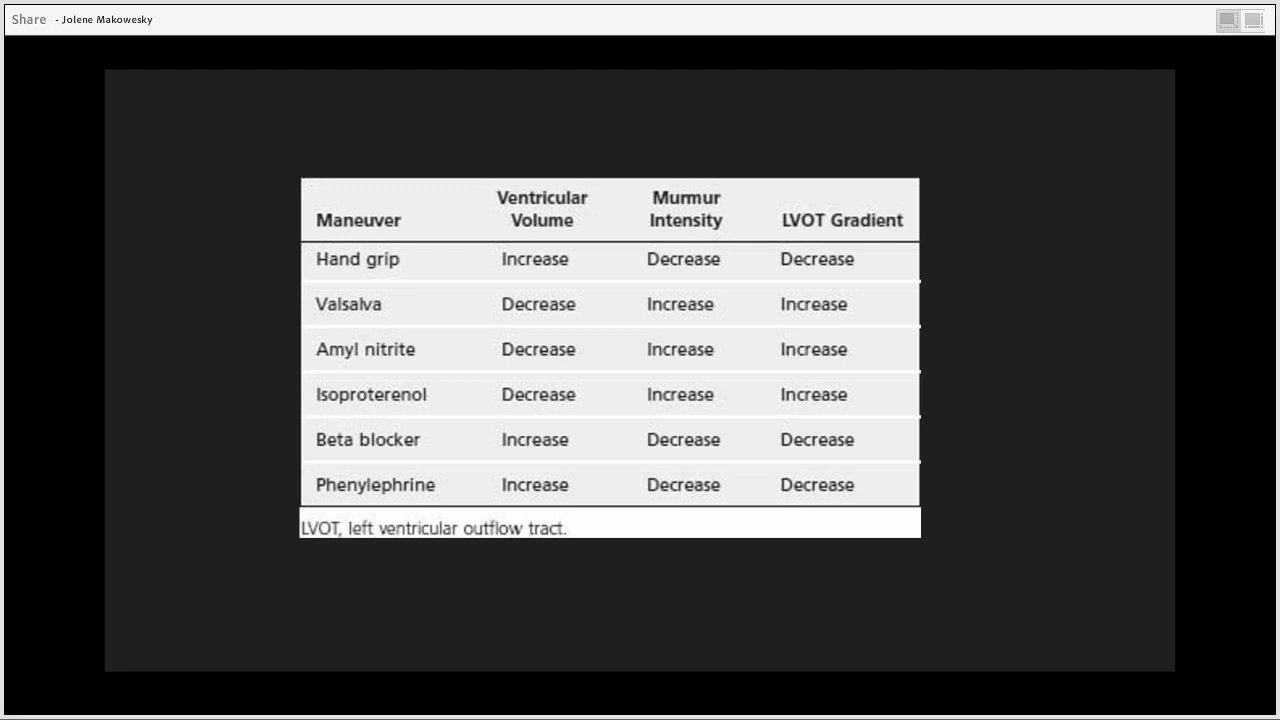 Share - Jolene Makowesky
Maneuver Ventricular Volume Murmur Intensity LVOT Gradient
Hand grip Increase Decrease Decrease
Valsalva Decrease Increase Increase
Amyl nitrite Decrease Increase Increase
Isoproterenol Decrease Increase Increase
Beta blocker Increase Decrease Decrease
Phenylephrine Increase Decrease Decrease
LVOT, left ventricular outflow tract.